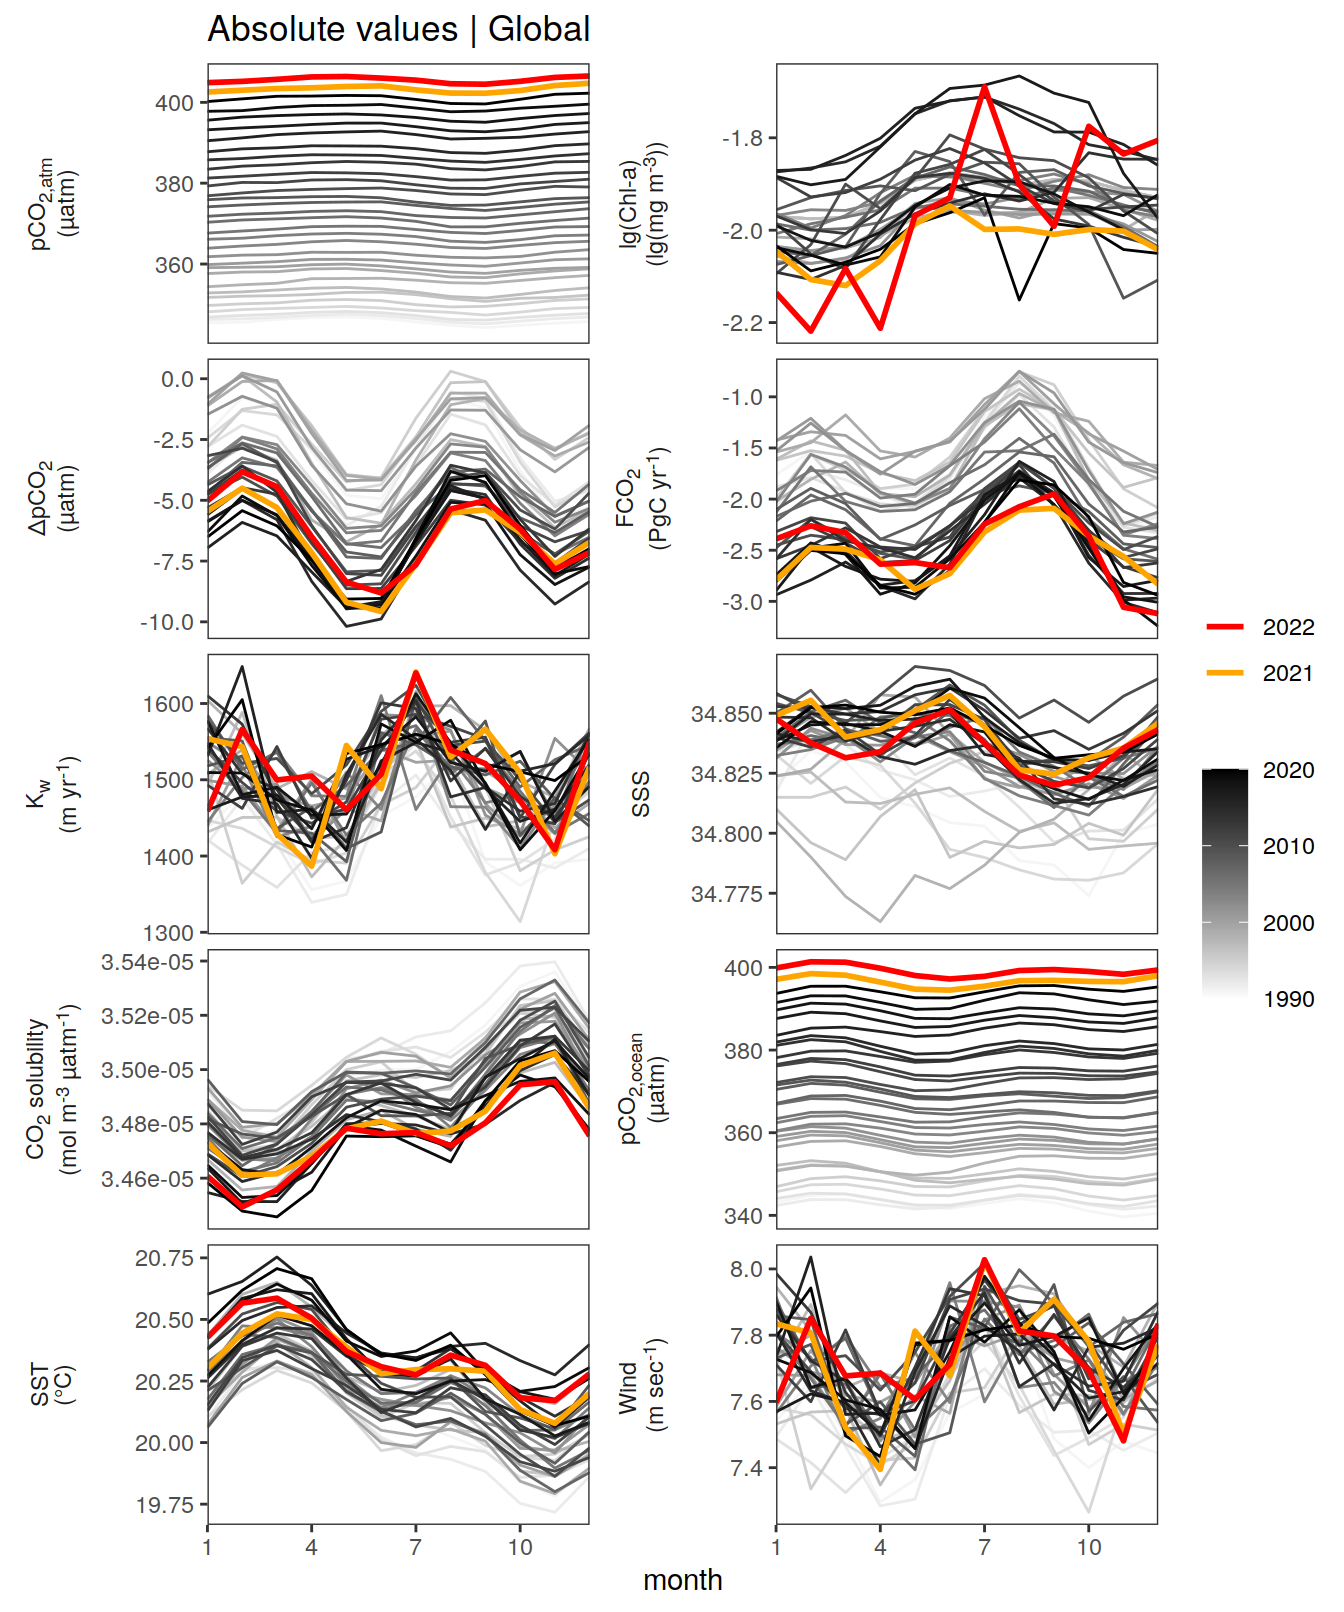 Absolute values | Global
pCO2,atm
(µatm)
400
380
360
lg(Chl-a)
(lg(mg m-3))
-1.8
-2.0
-2.2
ΔpCO2
(µatm)
0.0
-2.5
-5.0
-7.5
-10.0
FCO2
(PgC yr-1)
-1.0
-1.5
-2.0
-2.5
-3.0
Kw
(m yr-1)
1600
1500
1400
1300
SSS
34.850
34.825
34.800
34.775
CO2 solubility
(mol m-3 µatm-1)
3.54e-05
3.52e-05
3.50e-05
3.48e-05
3.46e-05
pCO2,ocean
(µatm)
400
380
360
340
SST
(°C)
20.75
20.50
20.25
20.00
19.75
1
4
7
10
Wind
(m sec-1)
8.0
7.8
7.6
7.4
1
4
7
10
month
2022
2021
2020
2010
2000
1990